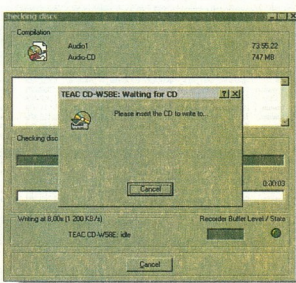 hecking discs
Compilation
Audio1
73:55.22
Audio-CD
747 MB
TEAC CD-W58E: Waiting for CD
Please insert the CD to write to...
Cancel
Checking disc
0:30:03
Writing at 8,00x (1 200 KB/s)
Recorder Buffer Level / State
TEAC CD-W58E: idle
Cancel